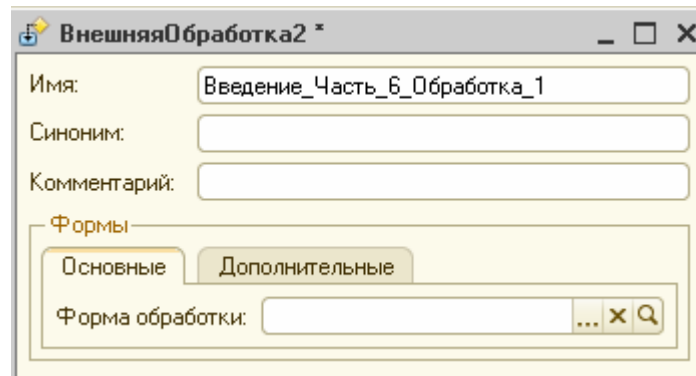 ВнешняяОбработка2 *
Имя: Введение_Часть_6_Обработка_1
Синоним:
Комментарий:
Формы
Основные Дополнительные
Форма обработки: ...